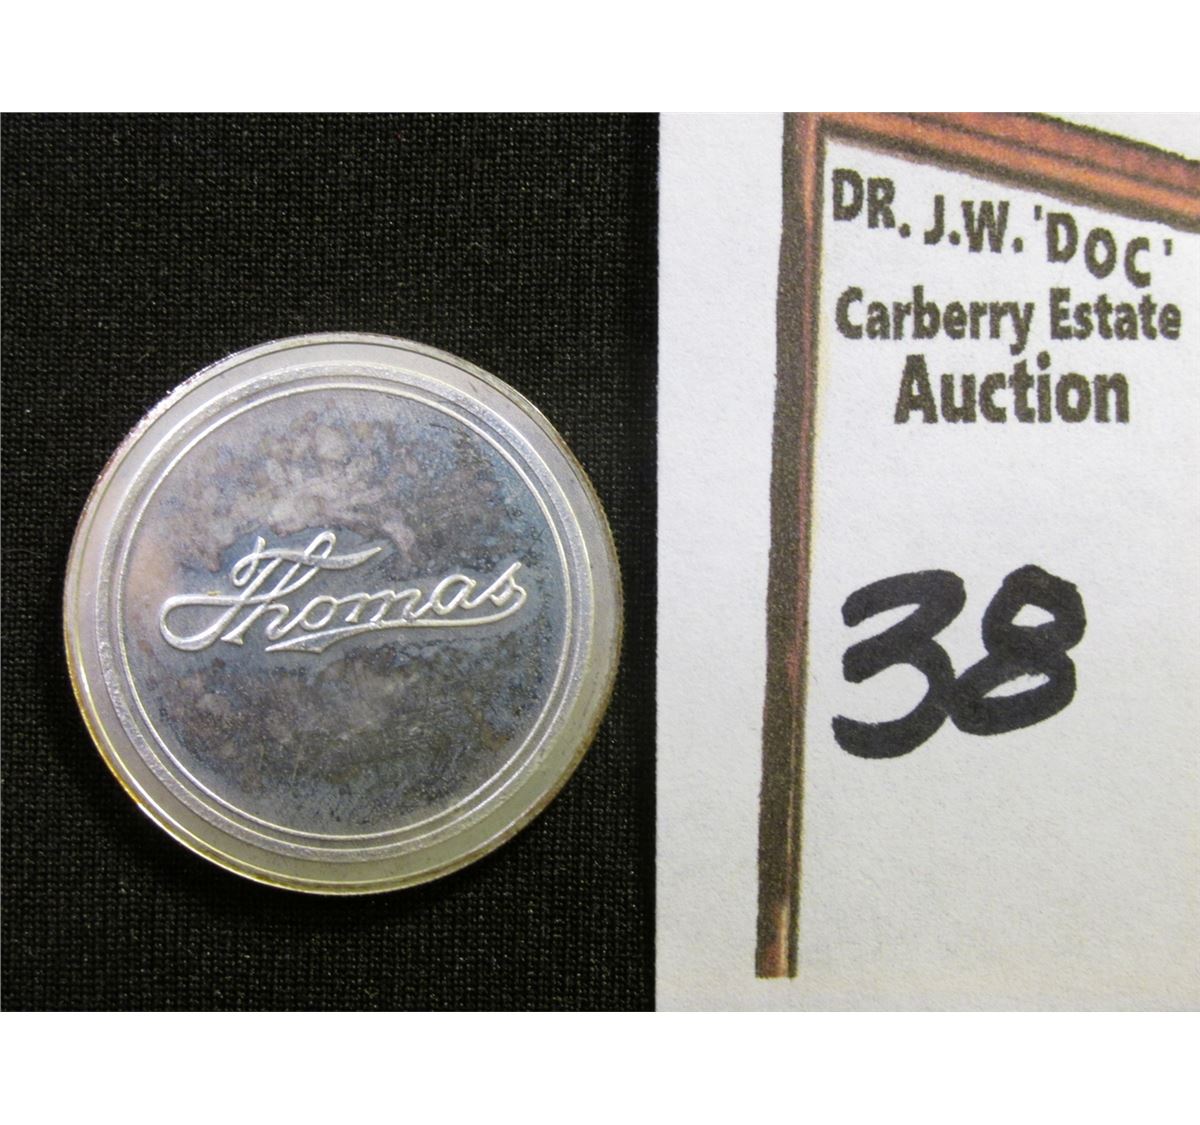 Thomas
DR. J.W. 'DOC'
Carberry Estate
Auction
38